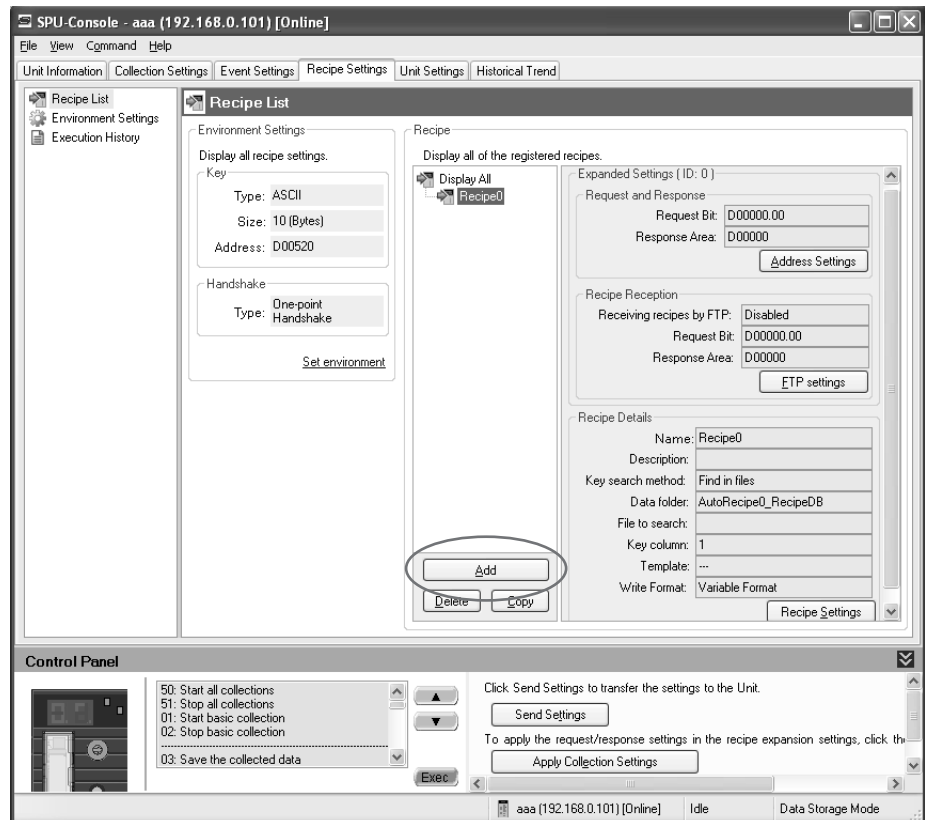 SPU-Console - aaa (192.168.0.101) [Online]
File View Command Help
Unit Information Collection Settings Event Settings Recipe Settings Unit Settings Historical Trend
Recipe List
Environment Settings
Execution History
Recipe List
Environment Settings
Display all recipe settings.
Key
Type: ASCII
Size: 10 (Bytes)
Address: D00520
Handshake
Type: One-point
Handshake
Set environment
Recipe
Display all of the registered recipes.
Display All
Recipe0
Add
Delete Copy
Expanded Settings ( ID: 0 )
Request and Response
Request Bit: D00000.00
Response Area: D00000
Address Settings
Recipe Reception
Receiving recipes by FTP: Disabled
Request Bit: D00000.00
Response Area: D00000
FTP settings
Recipe Details
Name: Recipe0
Description:
Key search method: Find in files
Data folder: AutoRecipe0_RecipeDB
File to search:
Key column: 1
Template: ---
Write Format: Variable Format
Recipe Settings
Control Panel
50: Start all collections
51: Stop all collections
01: Start basic collection
02: Stop basic collection
03: Save the collected data
Exec
Click Send Settings to transfer the settings to the Unit.
Send Settings
To apply the request/response settings in the recipe expansion settings, click the
Apply Collection Settings
aaa (192.168.0.101) [Online] Idle Data Storage Mode